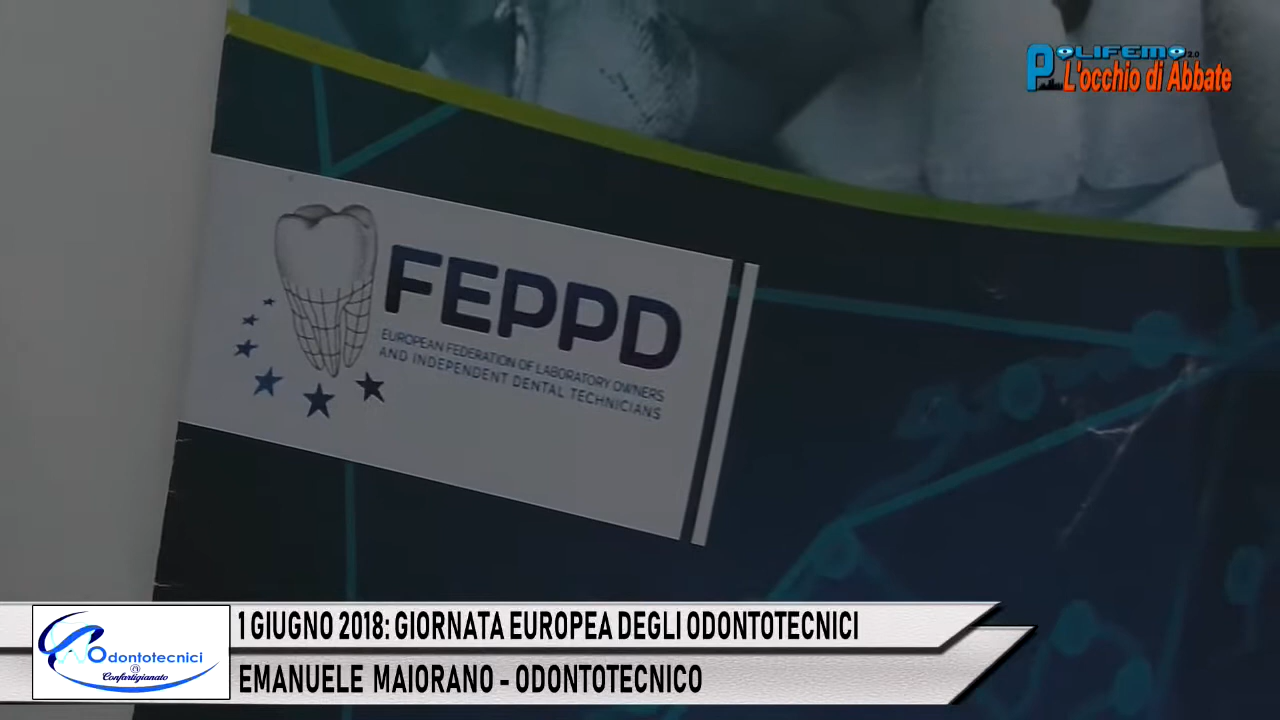 POLIFEMO 2.0
L'occhio di Abbate
FEPPD
EUROPEAN FEDERATION OF LABORATORY OWNERS
AND INDEPENDENT DENTAL TECHNICIANS
1 GIUGNO 2018: GIORNATA EUROPEA DEGLI ODONTOTECNICI
Odontotecnici
@
Confartigianato
EMANUELE MAIORANO - ODONTOTECNICO